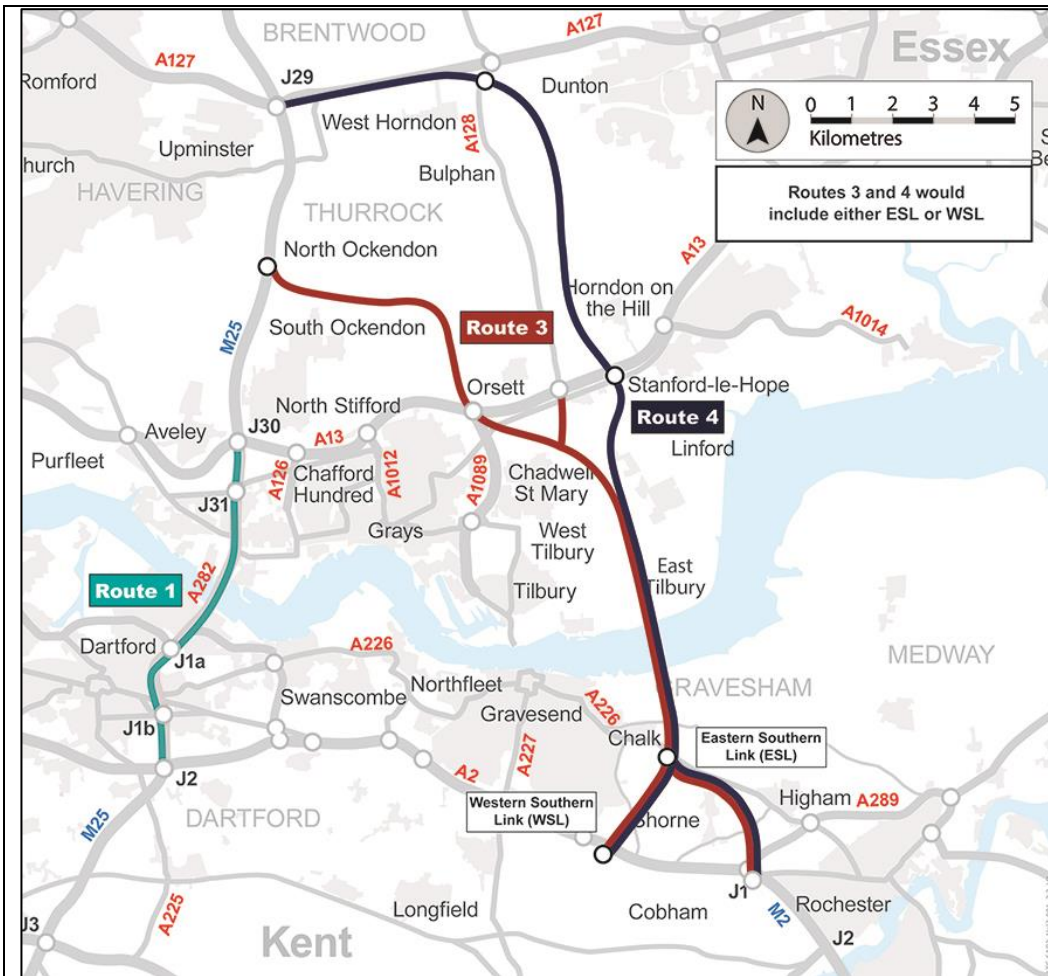 BRENTWOOD
A127
A127
Essex
Romford
J29
Dunton
N
0 1 2 3 4 5
Kilometres
West Horndon
A128
Upminster
Bulphan
hurch
HAVERING
Routes 3 and 4 would
include either ESL or WSL
THURROCK
A13
North Ockendon
Horndon on
the Hill
A1014
M25
South Ockendon
Route 3
Orsett
Stanford-le-Hope
North Stifford
Route 4
Aveley
J30
A13
Linford
Purfleet
A126
Chafford
Hundred
A1012
A1089
Chadwell
St Mary
J31
Grays
West
Tilbury
A282
East
Tilbury
Route 1
Tilbury
Dartford
J1a
A226
MEDWAY
Swanscombe
Northfleet
GRAVESHAM
Gravesend
A226
J1b
A227
Chalk
Eastern Southern
Link (ESL)
J2
A2
Western Southern
Link (WSL)
Higham
A289
M25
DARTFORD
Shorne
J1
Rochester
A225
Longfield
Cobham
M2
J3
Kent
J2